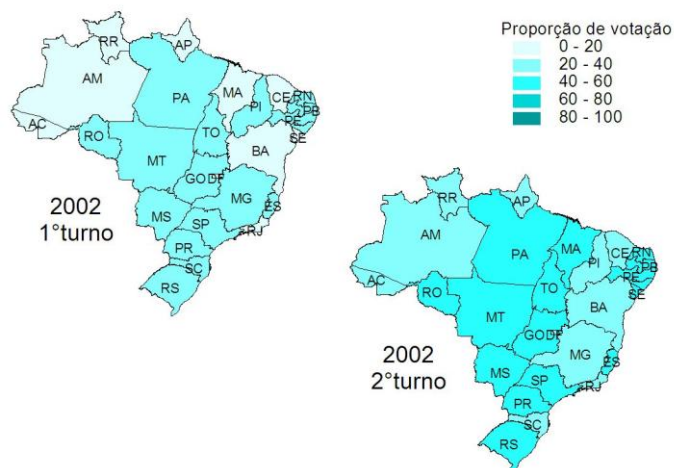 Proporção de votação
0 - 20
20 - 40
40 - 60
60 - 80
80 - 100
RR
AP
AM
PA
MA
CE
RN
PI
PB
PE
AC
RO
TO
SE
BA
MT
GO
DF
MG
ES
MS
SP
RJ
PR
SC
RS
2002
1°turno
RR
AP
AM
PA
MA
CE
RN
PI
PB
PE
AC
RO
TO
SE
BA
MT
GO
DF
MG
ES
MS
SP
RJ
PR
SC
RS
2002
2°turno